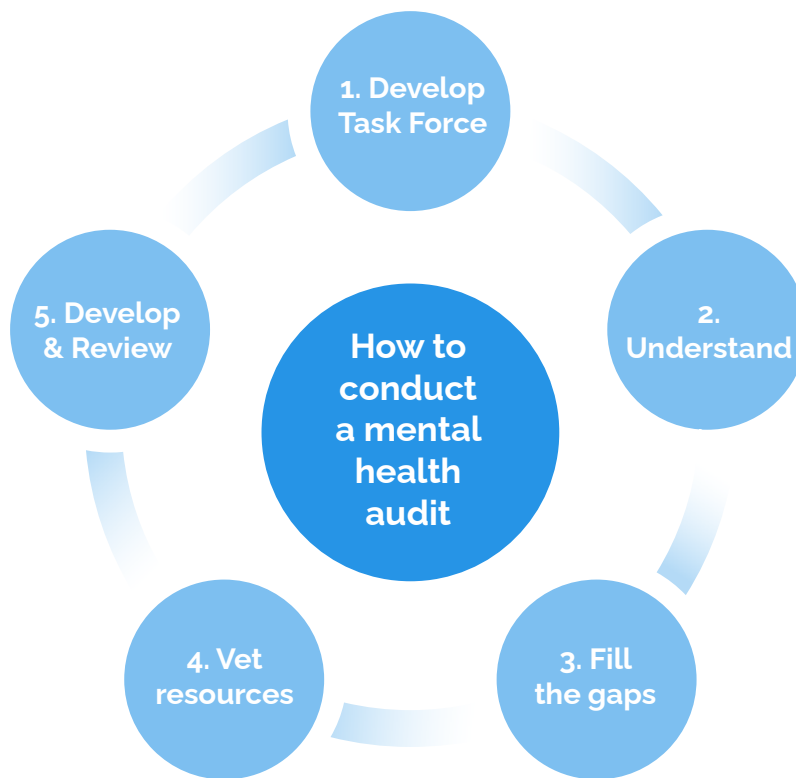 1. Develop
Task Force
2.
Understand
3. Fill
the gaps
4. Vet
resources
5. Develop
& Review
How to
conduct
a mental
health
audit